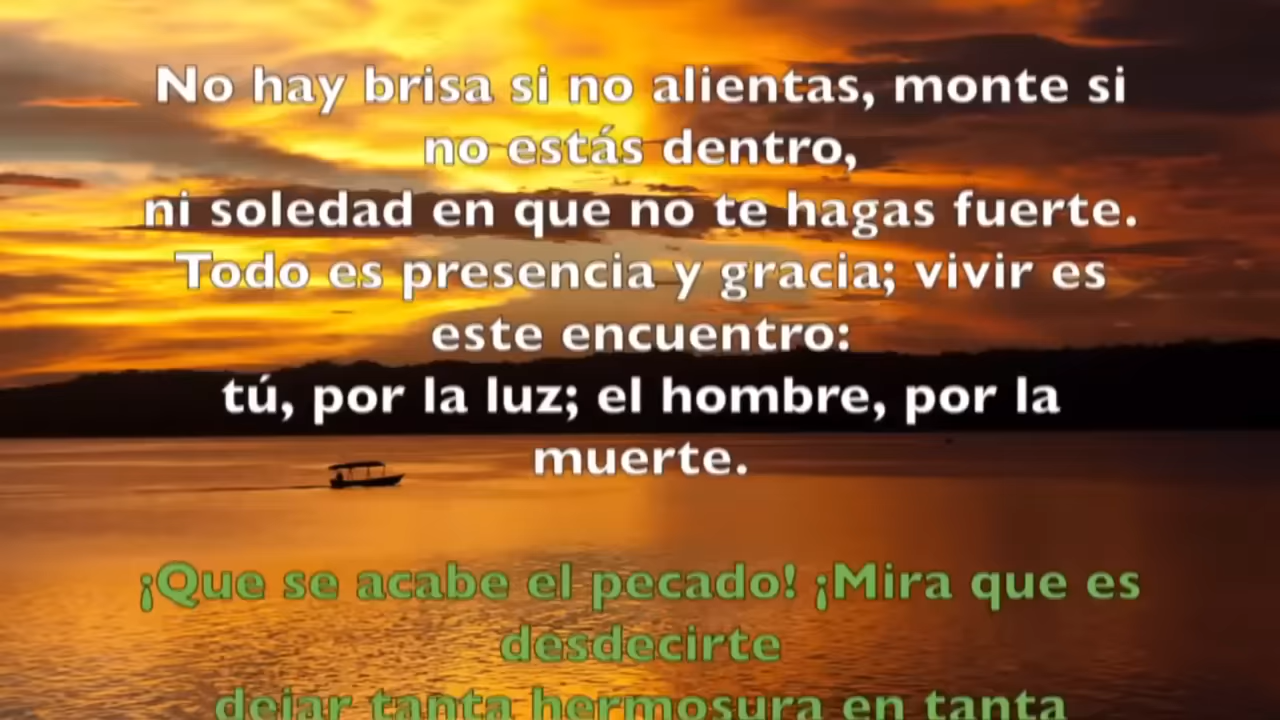 No hay brisa si no alientas, monte si
no estás dentro,
ni soledad en que no te hagas fuerte.
Todo es presencia y gracia; vivir es
este encuentro:
tú, por la luz; el hombre, por la
muerte.
¡Que se acabe el pecado! ¡Mira que es
desdecirte
dejar tanta hermosura en tanta